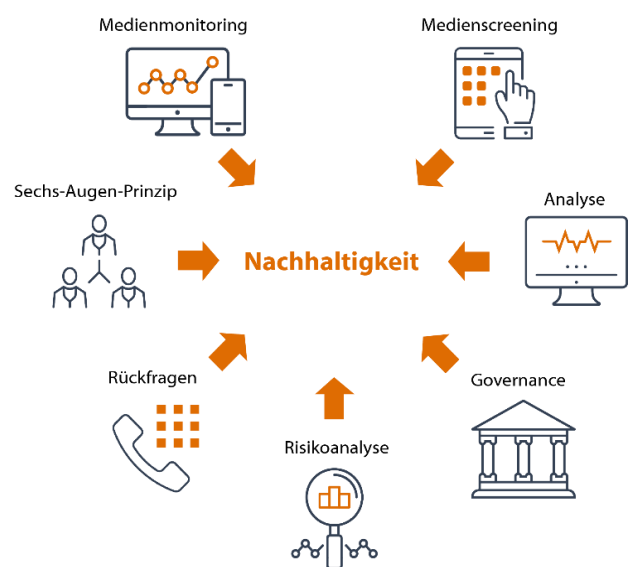 Medienmonitoring
Medienscreening
Sechs-Augen-Prinzip
Analyse
Nachhaltigkeit
Rückfragen
Governance
Risikoanalyse